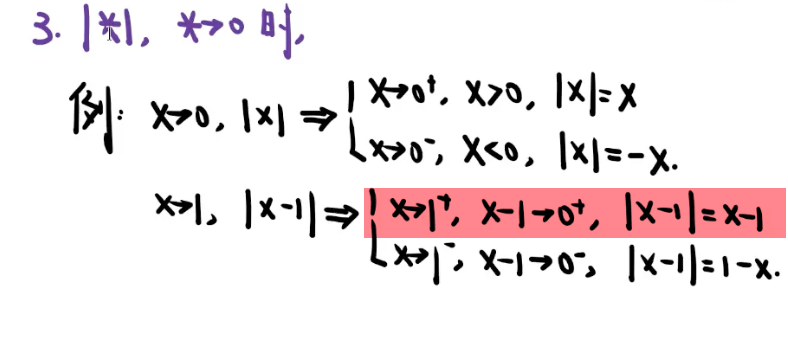 3. |*|, *→0 时,
例: x→0, |x| ⇒ { x→0⁺, x>0, |x|=x
x→0⁻, x<0, |x|=-x.
x→1, |x-1| ⇒ { x→1⁺, x-1→0⁺, |x-1|=x-1
x→1⁻, x-1→0⁻, |x-1|=1-x.